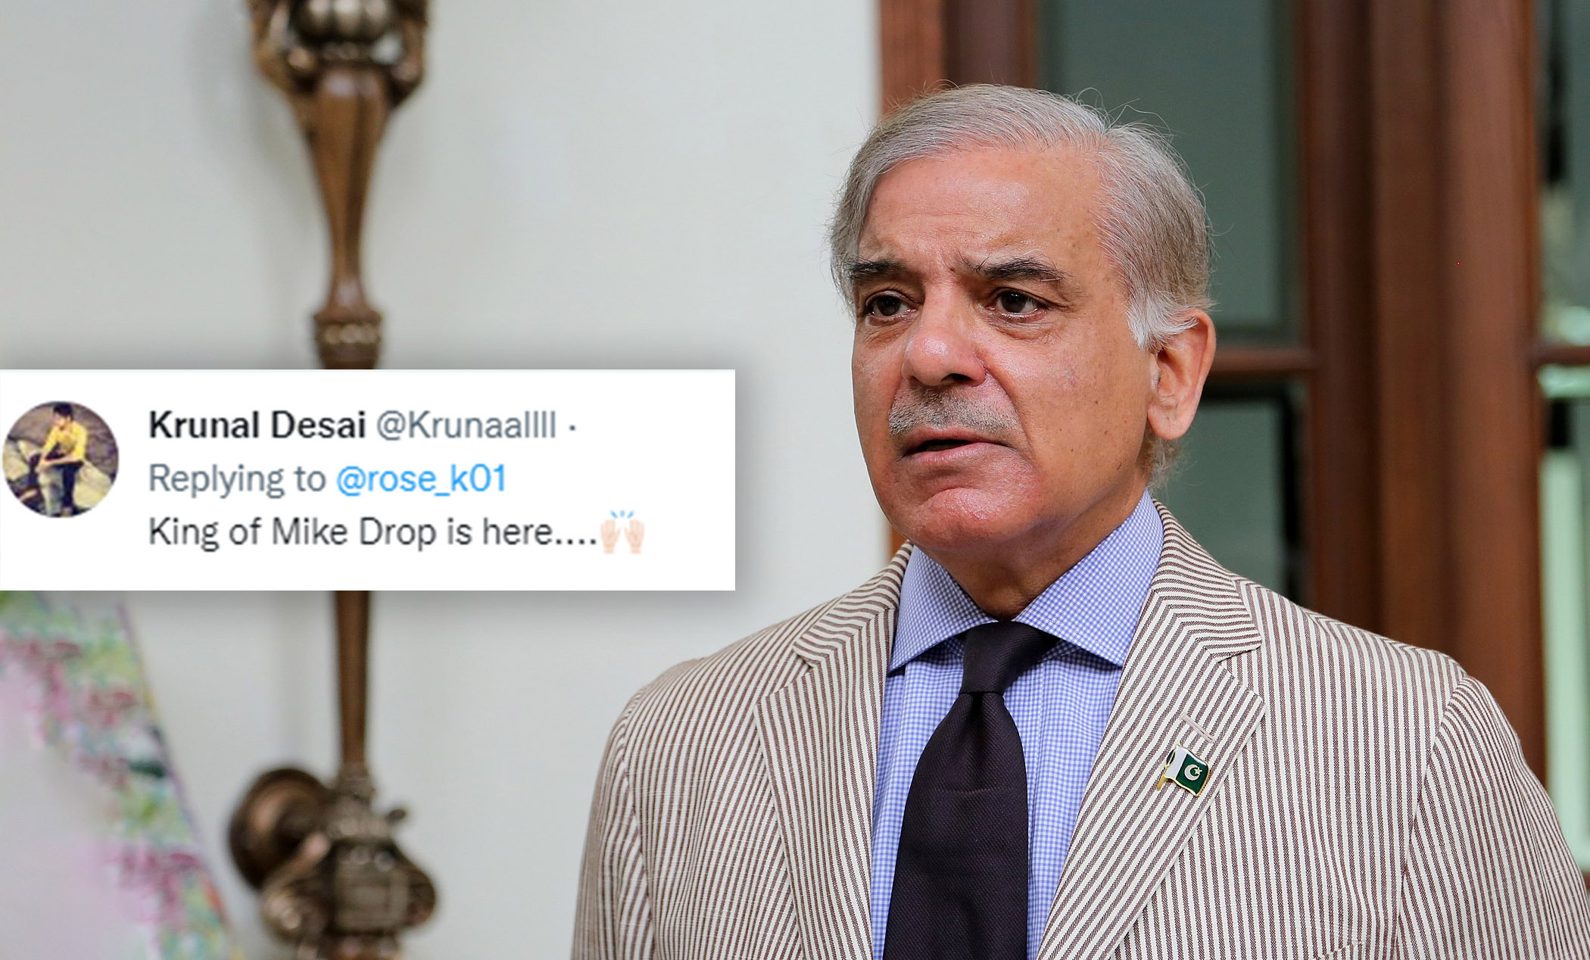 Krunal Desai @Krunaallll ·
Replying to @rose_k01
King of Mike Drop is here....🙌🏻